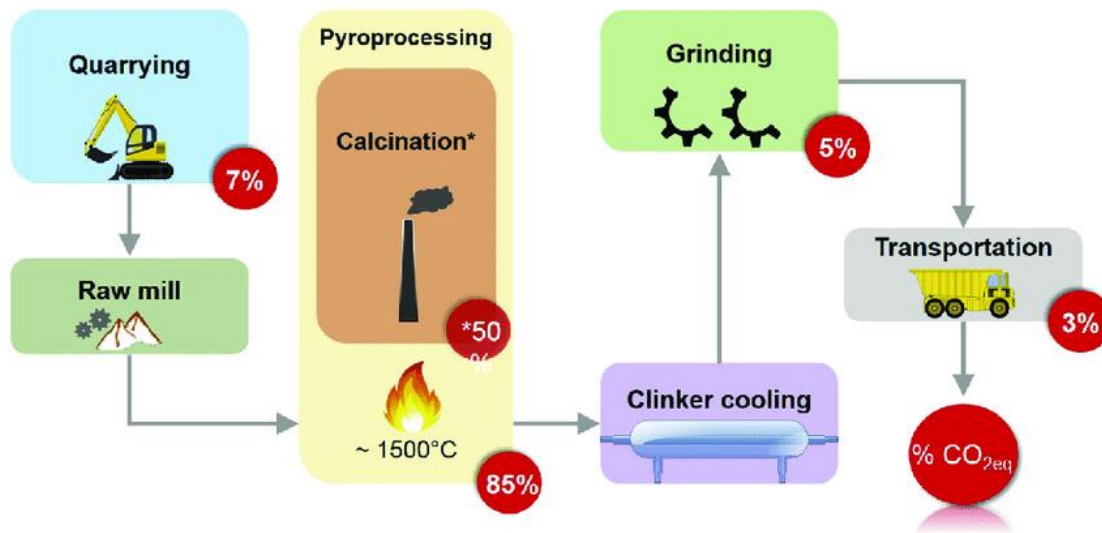 Quarrying
7%
Raw mill
Pyroprocessing
Calcination*
*50
%
~ 1500°C
85%
Clinker cooling
Grinding
5%
Transportation
3%
% CO₂eq